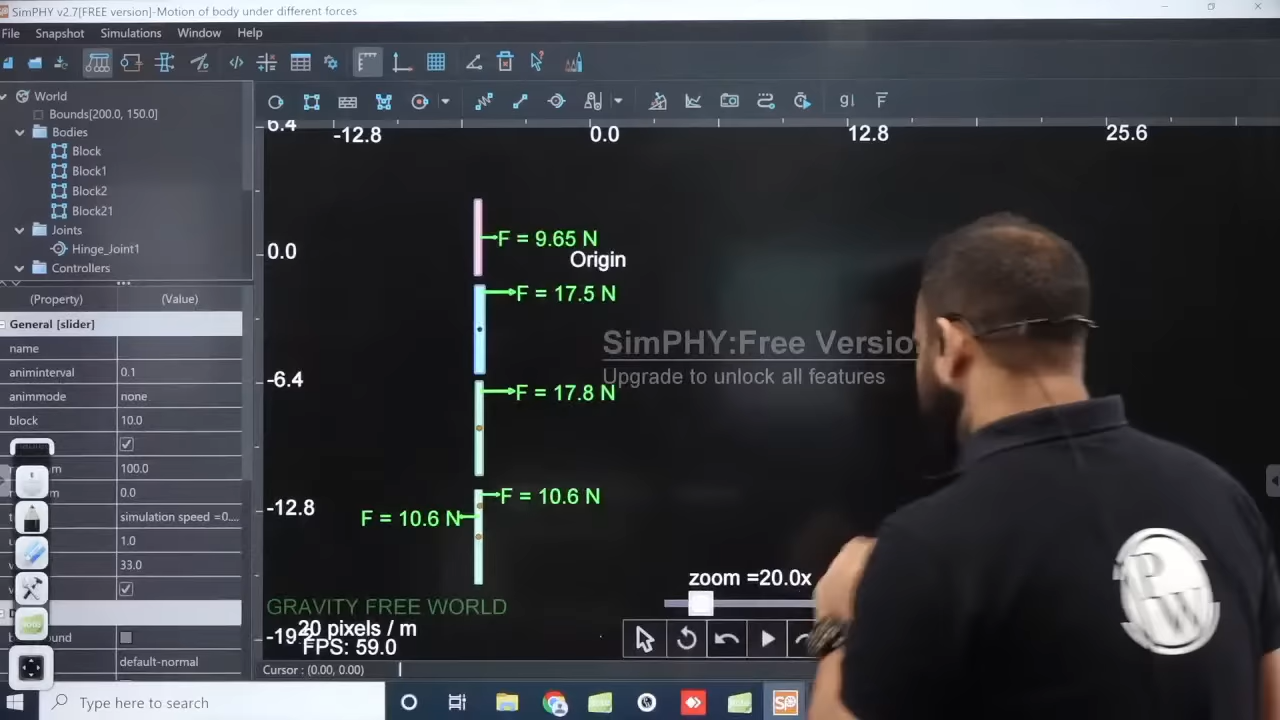 SimPHY v2.7[FREE version]-Motion of body under different forces
File Snapshot Simulations Window Help
World
Bounds[200.0, 150.0]
Bodies
Block
Block1
Block2
Block21
Joints
Hinge_Joint1
Controllers
(Property) (Value)
General [slider]
name
animinterval 0.1
animmode none
block 10.0
m 100.0
m 0.0
simulation speed =0....
1.0
33.0
default-normal
6.4 -12.8 0.0 12.8 25.6
F = 9.65 N
0.0
Origin
F = 17.5 N
SimPHY:Free Versio
Upgrade to unlock all features
-6.4
F = 17.8 N
F = 10.6 N
-12.8
F = 10.6 N
zoom =20.0x
GRAVITY FREE WORLD
20 pixels / m
FPS: 59.0
Cursor : (0.00, 0.00)
Type here to search
SP
PW